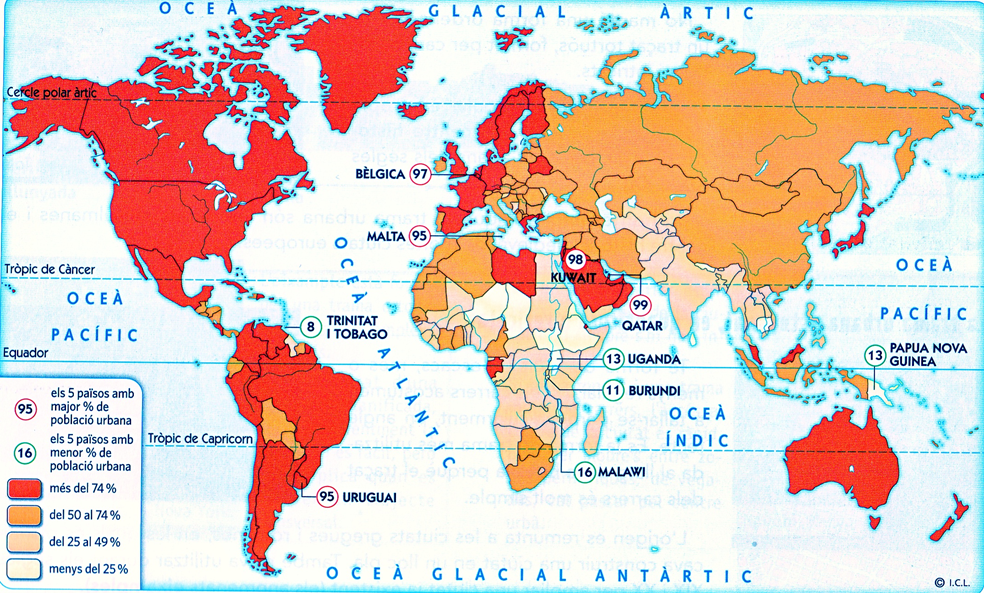 OCEÀ GLACIAL ÀRTIC
Cercle polar àrtic
BÈLGICA 97
MALTA 95
OCEÀ ATLÀNTIC
98
KUWAIT
99
QATAR
Tròpic de Càncer
OCEÀ
PACÍFIC
OCEÀ
PACÍFIC
8 TRINITAT
I TOBAGO
Equador
13 UGANDA
13 PAPUA NOVA
GUINEA
11 BURUNDI
OCEÀ
ÍNDIC
Tròpic de Capricorn
16 MALAWI
95 URUGUAI
95 els 5 països amb
major % de
població urbana
16 els 5 països amb
menor % de
població urbana
més del 74 %
del 50 al 74 %
del 25 al 49 %
menys del 25 %
OCEÀ GLACIAL ANTÀRTIC
© I.C.L.